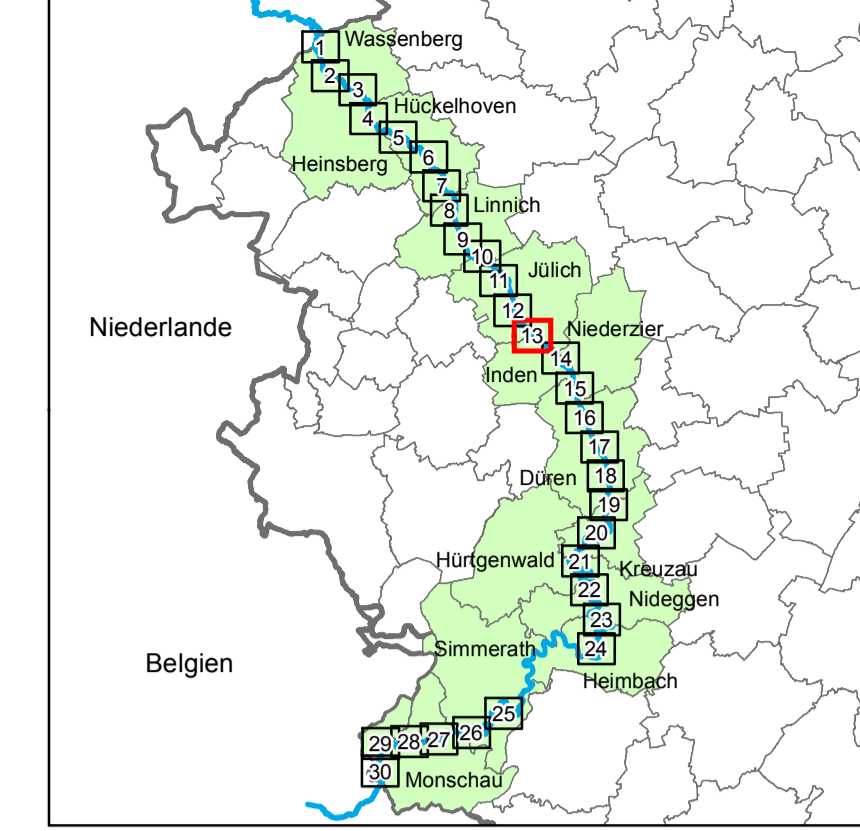 1
Wassenberg
2
3
4
Hückelhoven
5
6
Heinsberg
7
8
Linnich
9
10
Jülich
11
12
Niederlande
13
Niederzier
14
Inden
15
16
17
Düren
18
19
20
Hürtgenwald
21
Kreuzau
22
Nideggen
23
Simmerath
24
Belgien
Heimbach
25
26
27
28
29
30
Monschau